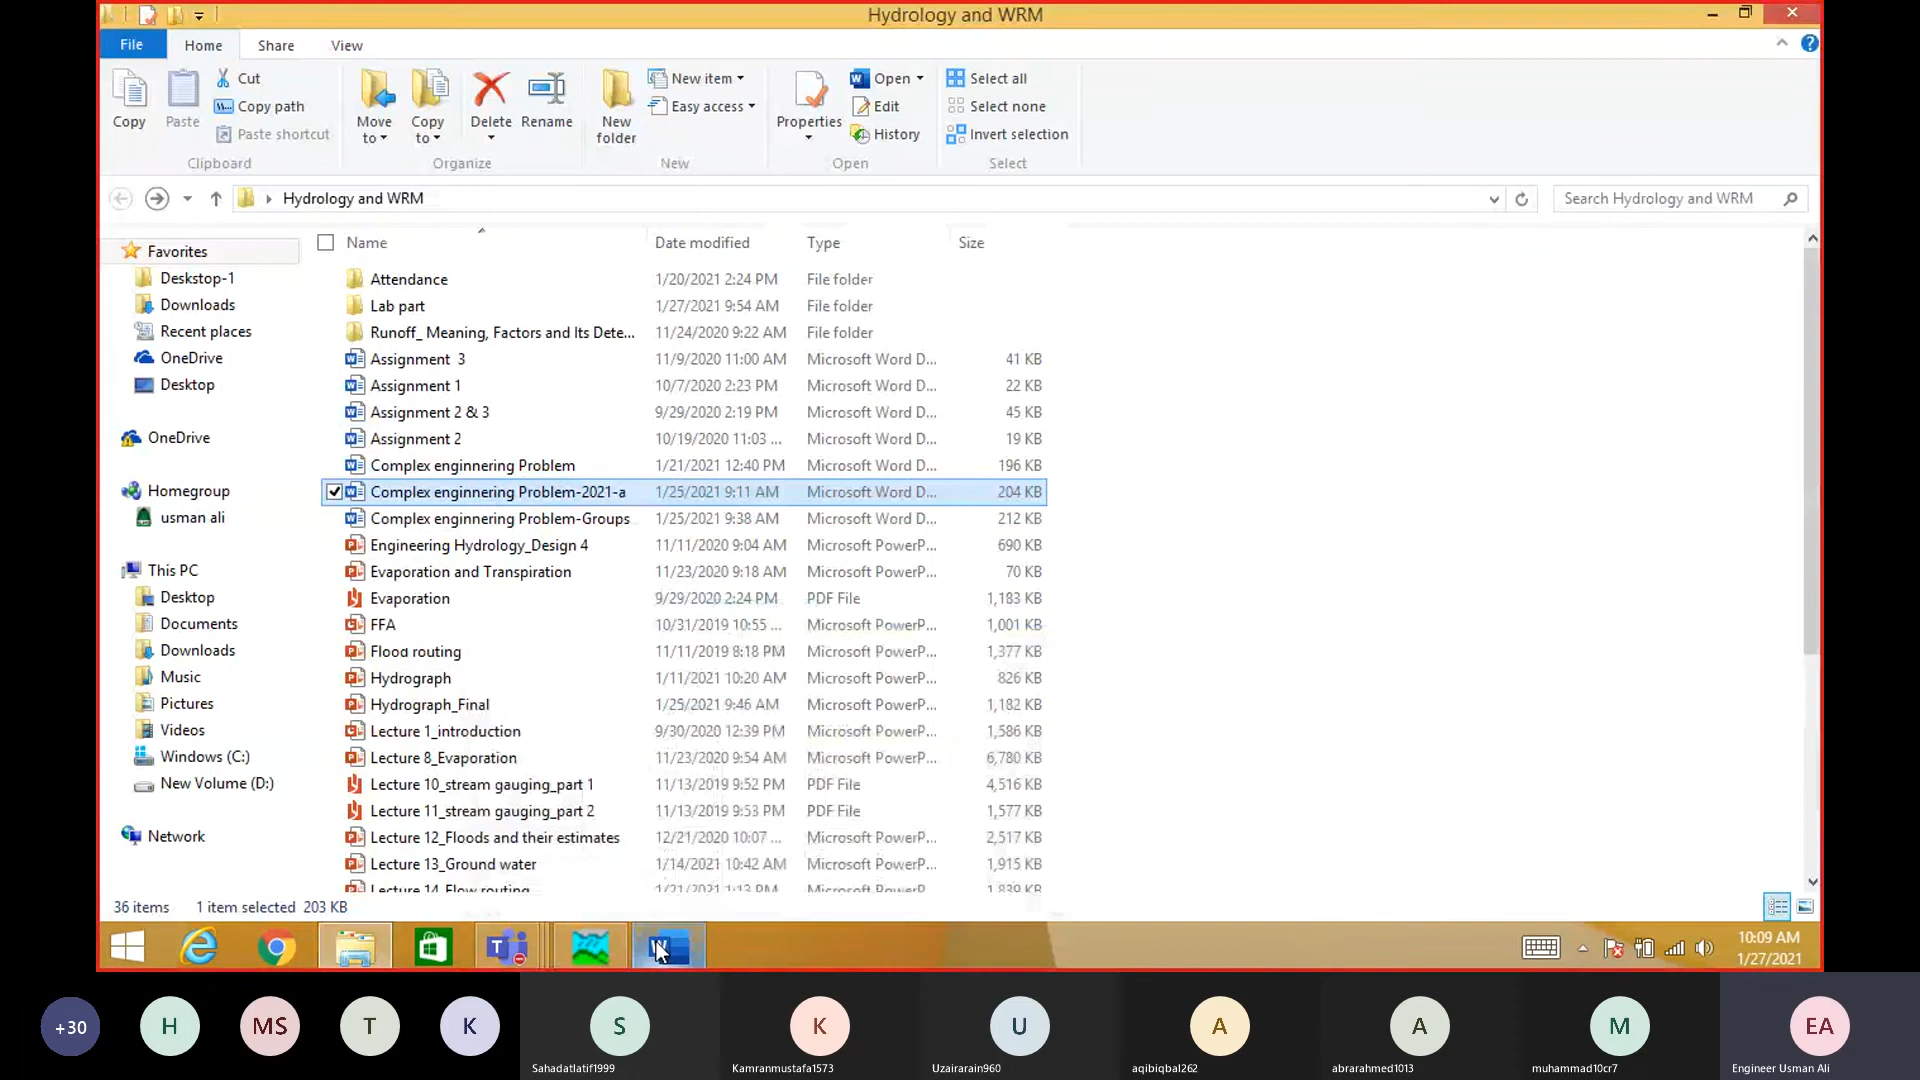 Hydrology and WRM
File Home Share View
Copy
Paste
Cut
Copy path
Paste shortcut
Clipboard
Move to
Copy to
Delete
Rename
Organize
New folder
New item
Easy access
New
Properties
Open
Edit
History
Open
Select all
Select none
Invert selection
Select
Hydrology and WRM
Search Hydrology and WRM
Favorites
Deskstop-1
Downloads
Recent places
OneDrive
Desktop
OneDrive
Homegroup
usman ali
This PC
Desktop
Documents
Downloads
Music
Pictures
Videos
Windows (C:)
New Volume (D:)
Network
Name Date modified Type Size
Attendance 1/20/2021 2:24 PM File folder
Lab part 1/27/2021 9:54 AM File folder
Runoff_ Meaning, Factors and Its Dete... 11/24/2020 9:22 AM File folder
Assignment  3 11/9/2020 11:00 AM Microsoft Word D... 41 KB
Assignment 1 10/7/2020 2:23 PM Microsoft Word D... 22 KB
Assignment 2 & 3 9/29/2020 2:19 PM Microsoft Word D... 45 KB
Assignment 2 10/19/2020 11:03 ... Microsoft Word D... 19 KB
Complex enginnering Problem 1/21/2021 12:40 PM Microsoft Word D... 196 KB
Complex enginnering Problem-2021-a 1/25/2021 9:11 AM Microsoft Word D... 204 KB
Complex enginnering Problem-Groups 1/25/2021 9:38 AM Microsoft Word D... 212 KB
Engineering Hydrology_Design 4 11/11/2020 9:04 AM Microsoft PowerP... 690 KB
Evaporation and Transpiration 11/23/2020 9:18 AM Microsoft PowerP... 70 KB
Evaporation 9/29/2020 2:24 PM PDF File 1,183 KB
FFA 10/31/2019 10:55 ... Microsoft PowerP... 1,001 KB
Flood routing 11/11/2019 8:18 PM Microsoft PowerP... 1,377 KB
Hydrograph 1/11/2021 10:20 AM Microsoft PowerP... 826 KB
Hydrograph_Final 1/25/2021 9:46 AM Microsoft PowerP... 1,182 KB
Lecture 1_introduction 9/30/2020 12:39 PM Microsoft PowerP... 1,586 KB
Lecture 8_Evaporation 11/23/2020 9:54 AM Microsoft PowerP... 6,780 KB
Lecture 10_stream gauging_part 1 11/13/2019 9:52 PM PDF File 4,516 KB
Lecture 11_stream gauging_part 2 11/13/2019 9:53 PM PDF File 1,577 KB
Lecture 12_Floods and their estimates 12/21/2020 10:07 ... Microsoft PowerP... 2,517 KB
Lecture 13_Ground water 1/14/2021 10:42 AM Microsoft PowerP... 1,915 KB
Lecture 14_Flow routing 1/21/2021 1:13 PM Microsoft PowerP... 1,839 KB
36 items 1 item selected 203 KB
10:09 AM
1/27/2021
+30 H MS T K S K U A A M EA
Sahadatlatif1999 Kamranmustafa1573 Uzairarain960 aqibiqbal262 abrarahmed1013 muhammad10cr7 Engineer Usman Ali